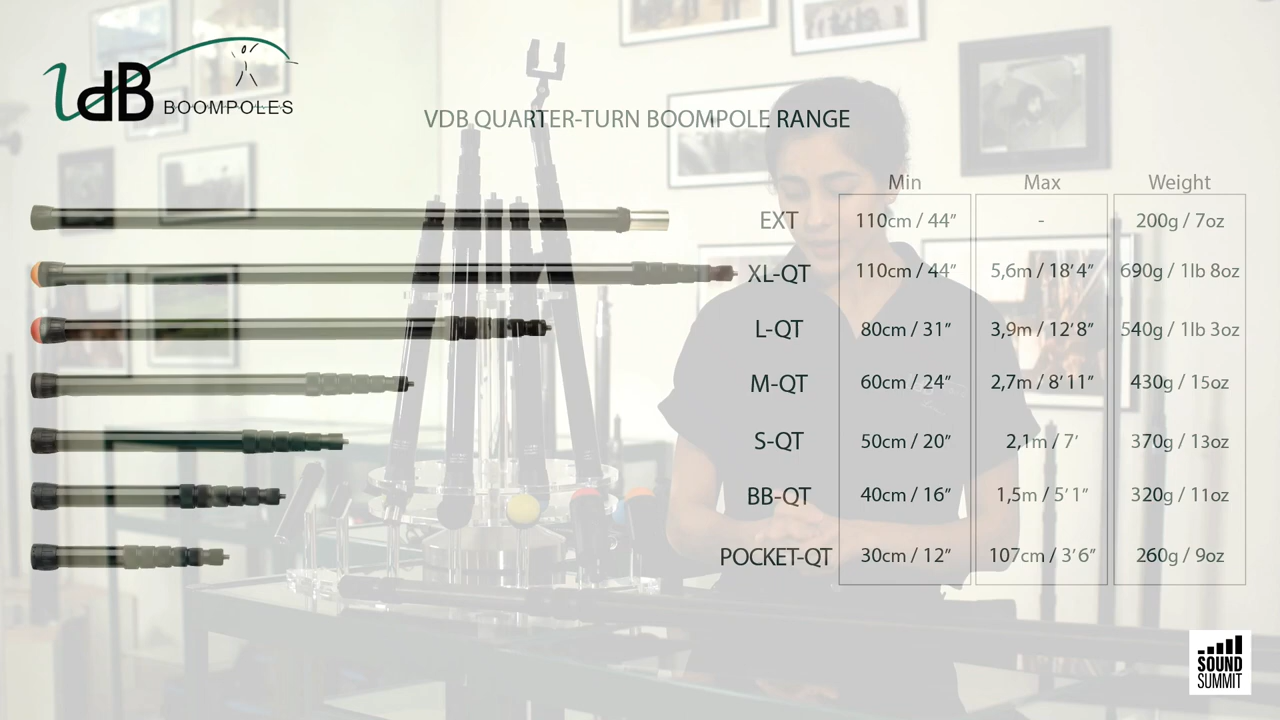 VdB BOOMPOLES
VDB QUARTER-TURN BOOMPOLE RANGE
Min Max Weight
EXT 110cm / 44" - 200g / 7oz
XL-QT 110cm / 44" 5,6m / 18'4" 690g / 1lb 8oz
L-QT 80cm / 31" 3,9m / 12'8" 540g / 1lb 3oz
M-QT 60cm / 24" 2,7m / 8'11" 430g / 15oz
S-QT 50cm / 20" 2,1m / 7' 370g / 13oz
BB-QT 40cm / 16" 1,5m / 5'1" 320g / 11oz
POCKET-QT 30cm / 12" 107cm / 3'6" 260g / 9oz
SOUND
SUMMIT